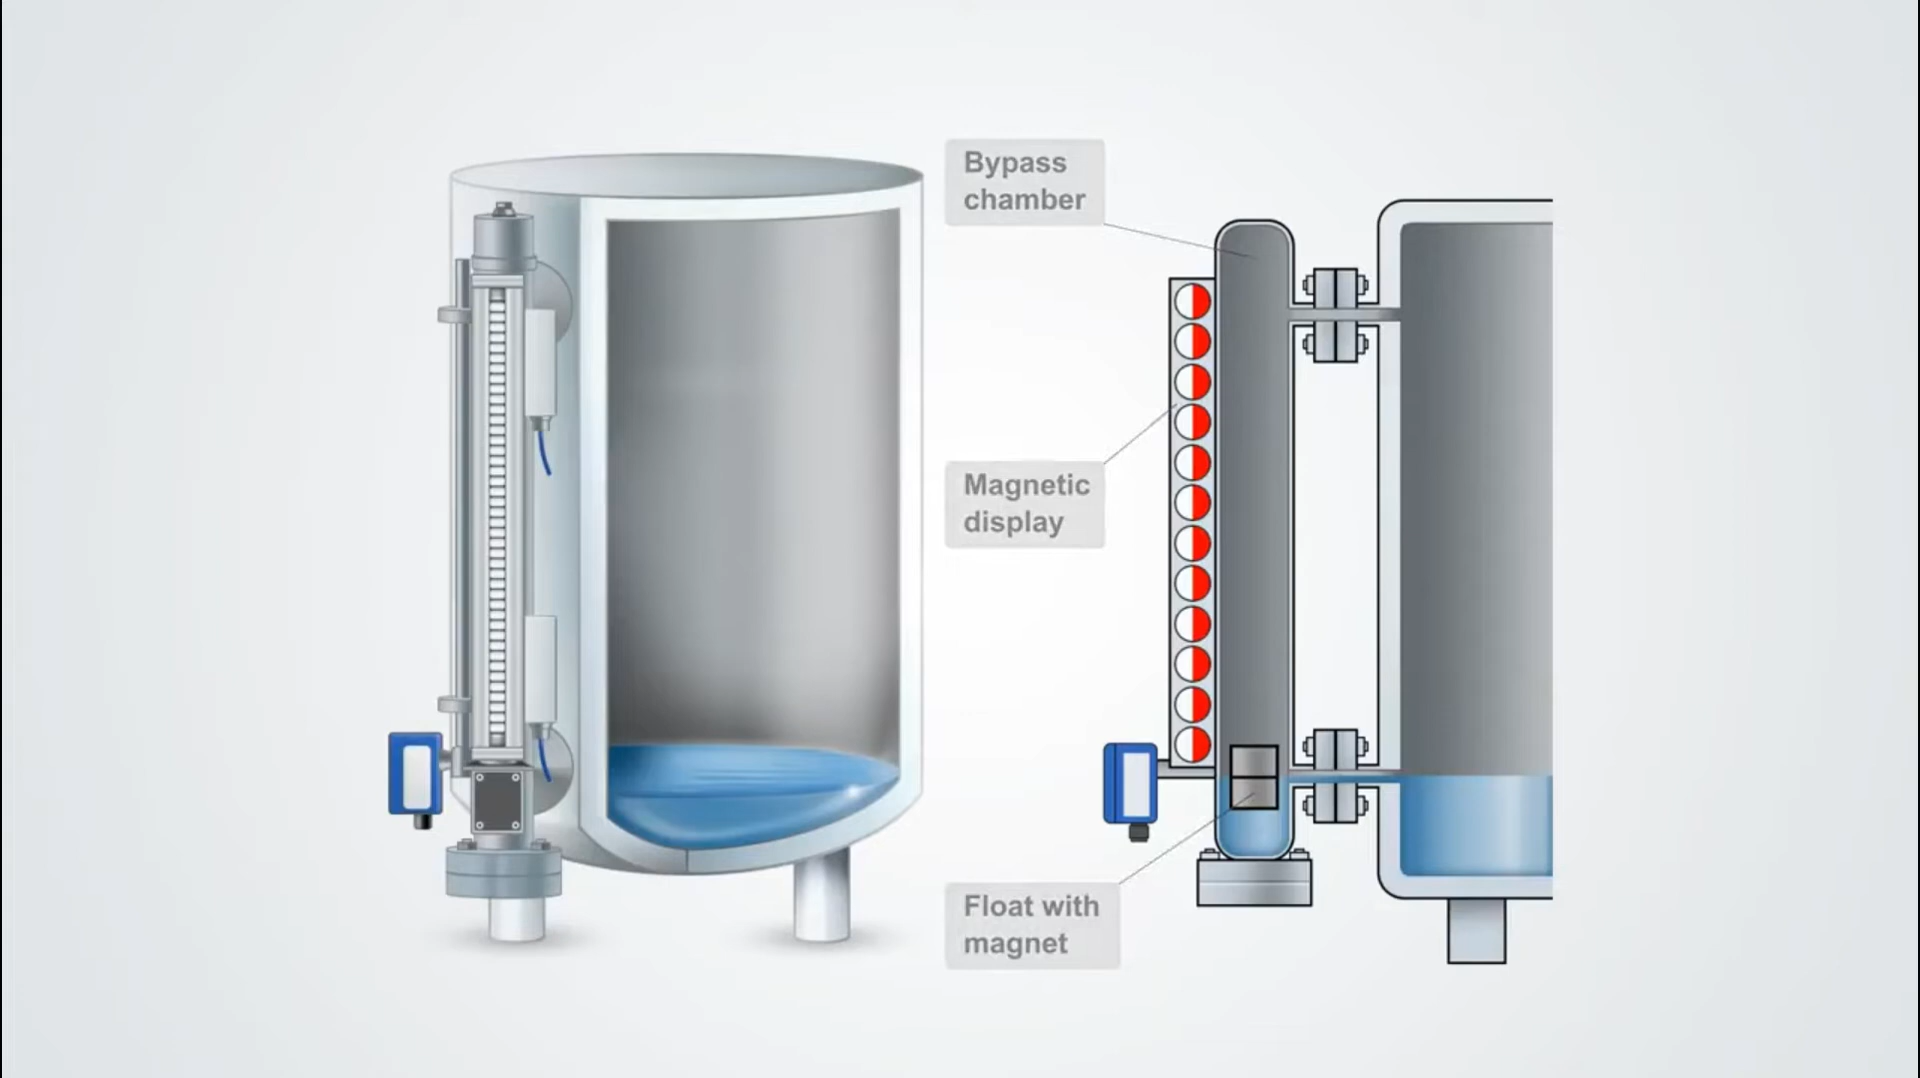 Bypass
chamber
Magnetic
display
Float with
magnet